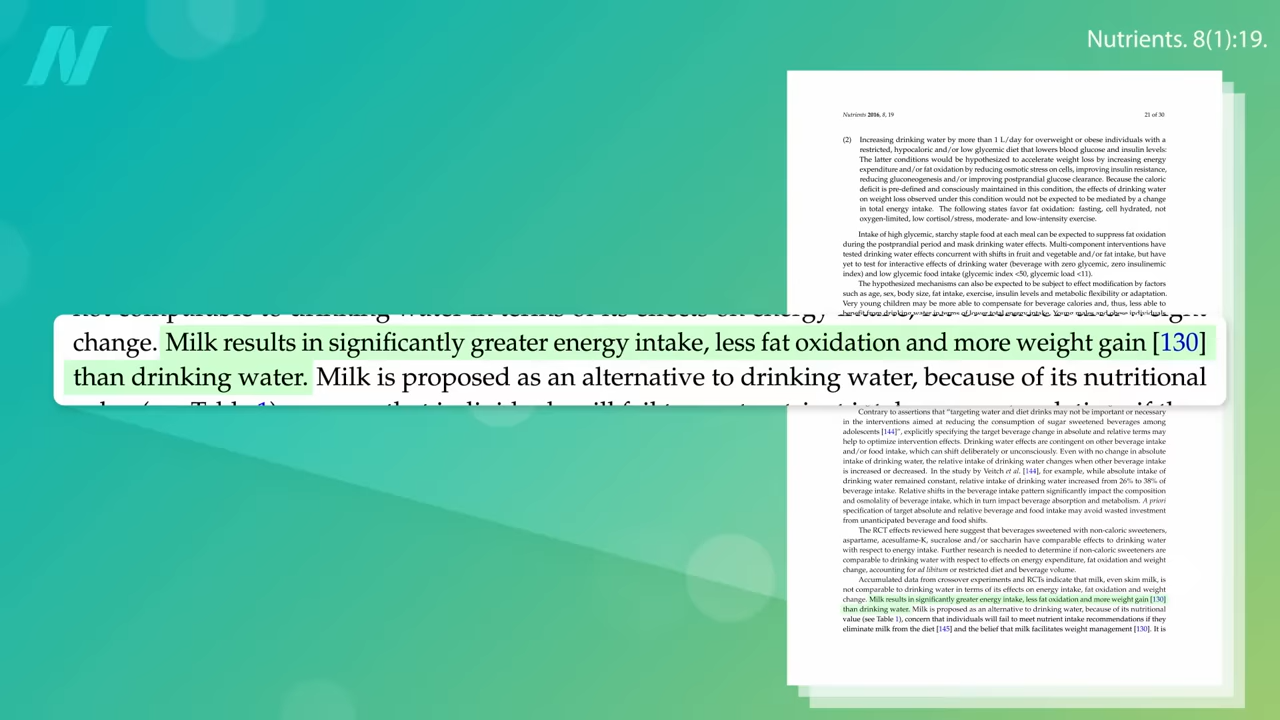 Nutrients. 8(1):19.
Nutrients 2016, 8, 19
21 of 30
(2) Increasing drinking water by more than 1 L/day for overweight or obese individuals with a
restricted, hypocaloric and/or low glycemic diet that lowers blood glucose and insulin levels:
The latter conditions would be hypothesized to accelerate weight loss by increasing energy
expenditure and/or fat oxidation by reducing osmotic stress on cells, improving insulin resistance,
reducing gluconeogenesis and/or improving postprandial glucose clearance. Because the caloric
deficit is pre-defined and consciously maintained in this condition, the effects of drinking water
on weight loss observed under this condition would not be expected to be mediated by a change
in total energy intake. The following states favor fat oxidation: fasting, cell hydrated, not
oxygen-limited, low cortisol/stress, moderate- and low-intensity exercise.
Intake of high glycemic, starchy staple food at each meal can be expected to suppress fat oxidation
during the postprandial period and mask drinking water effects. Multi-component interventions have
tested drinking water effects concurrent with shifts in fruit and vegetable and/or fat intake, but have
yet to test for interactive effects of drinking water (beverage with zero glycemic, zero insulinemic
index) and low glycemic food intake (glycemic index <50, glycemic load <11).
The hypothesized mechanisms can also be expected to be subject to effect modification by factors
such as age, sex, body size, fat intake, exercise, insulin levels and metabolic flexibility or adaptation.
Very young children may be more able to compensate for beverage calories and, thus, less able to
benefit from drinking water in terms of lower total energy intake. Young males and obese individuals,
change. Milk results in significantly greater energy intake, less fat oxidation and more weight gain [130]
than drinking water. Milk is proposed as an alternative to drinking water, because of its nutritional
Contrary to assertions that "targeting water and diet drinks may not be important or necessary
in the interventions aimed at reducing the consumption of sugar sweetened beverages among
adolescents [144]", explicitly specifying the target beverage change in absolute and relative terms may
help to optimize intervention effects. Drinking water effects are contingent on other beverage intake
and/or food intake, which can shift deliberately or unconsciously. Even with no change in absolute
intake of drinking water, the relative intake of drinking water changes when other beverage intake
is increased or decreased. In the study by Veitch et al. [144], for example, while absolute intake of
drinking water remained constant, relative intake of drinking water increased from 26% to 38% of
beverage intake. Relative shifts in the beverage intake pattern significantly impact the composition
and osmolality of beverage intake, which in turn impact beverage absorption and metabolism. A priori
specification of target absolute and relative beverage and food intake may avoid wasted investment
from unanticipated beverage and food shifts.
The RCT effects reviewed here suggest that beverages sweetened with non-caloric sweeteners,
aspartame, acesulfame-K, sucralose and/or saccharin have comparable effects to drinking water
with respect to energy intake. Further research is needed to determine if non-caloric sweeteners are
comparable to drinking water with respect to effects on energy expenditure, fat oxidation and weight
change, accounting for ad libitum or restricted diet and beverage volume.
Accumulated data from crossover experiments and RCTs indicate that milk, even skim milk, is
not comparable to drinking water in terms of its effects on energy intake, fat oxidation and weight
change. Milk results in significantly greater energy intake, less fat oxidation and more weight gain [130]
than drinking water. Milk is proposed as an alternative to drinking water, because of its nutritional
value (see Table 1), concern that individuals will fail to meet nutrient intake recommendations if they
eliminate milk from the diet [145] and the belief that milk facilitates weight management [130]. It is